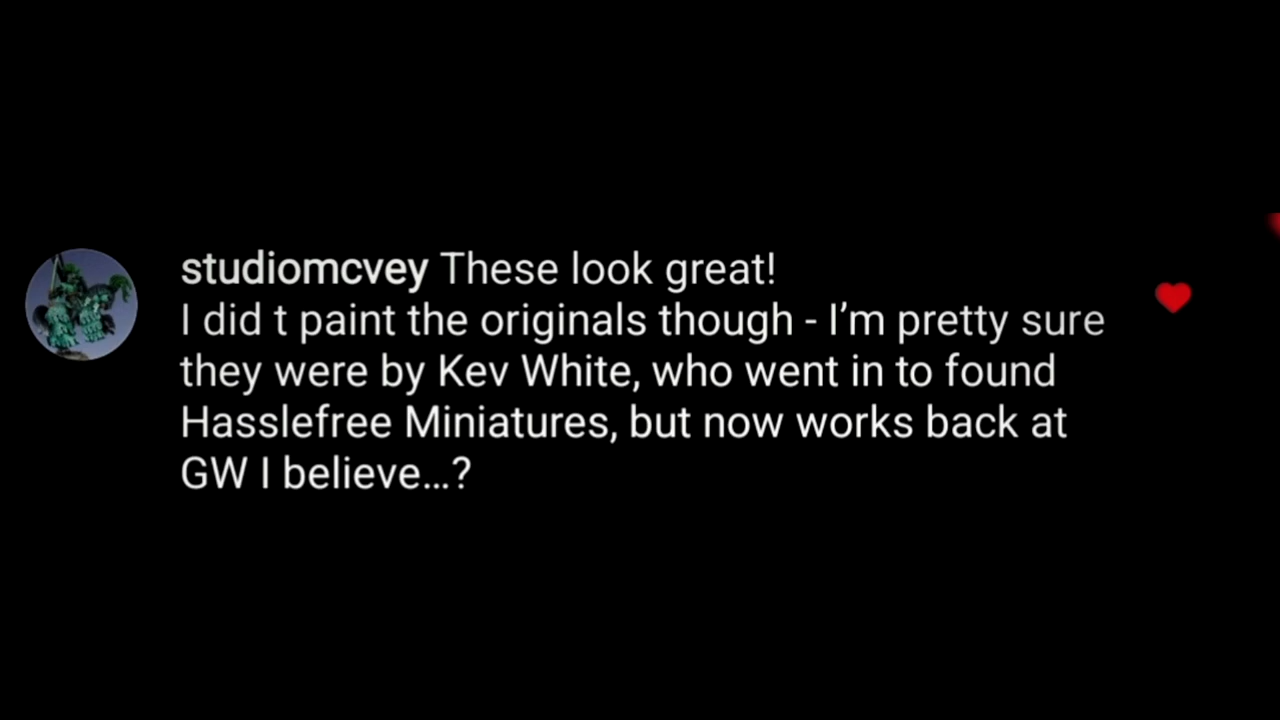 studiomcvey These look great!
I did t paint the originals though - I’m pretty sure
they were by Kev White, who went in to found
Hasslefree Miniatures, but now works back at
GW I believe…?